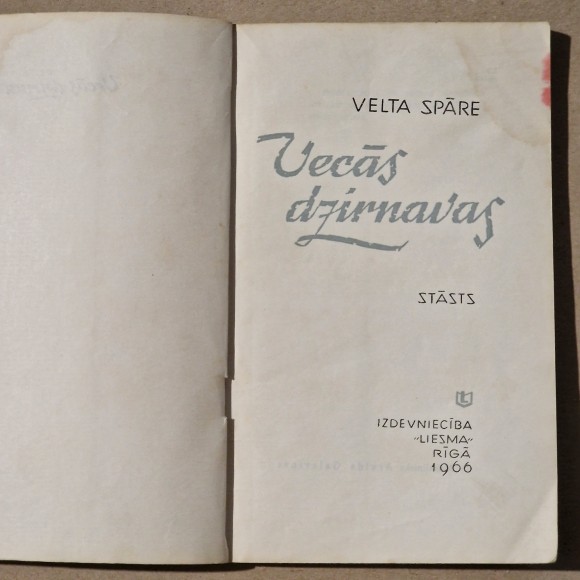 VELTA SPĀRE
Vecās
dzirnavas
STĀSTS
IZDEVNIECĪBA
„LIESMA"
RĪGĀ
1966